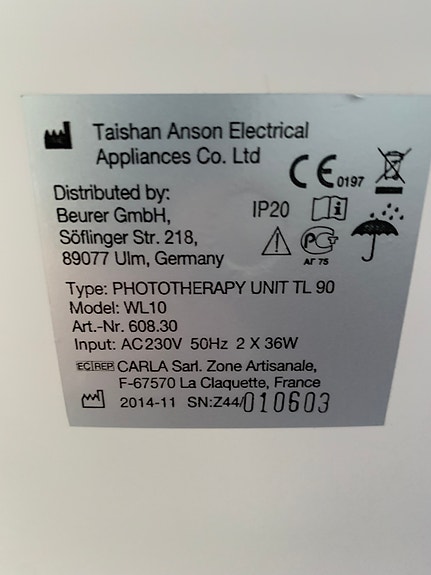 Taishan Anson Electrical
Appliances Co. Ltd
CE 0197
Distributed by:
Beurer GmbH,
Söflinger Str. 218,
89077 Ulm, Germany
IP20
i
АГ 75
Type: PHOTOTHERAPY UNIT TL 90
Model: WL10
Art.-Nr. 608.30
Input: AC230V 50Hz 2 X 36W
EC REP CARLA Sarl. Zone Artisanale,
F-67570 La Claquette, France
2014-11 SN:Z44/010603